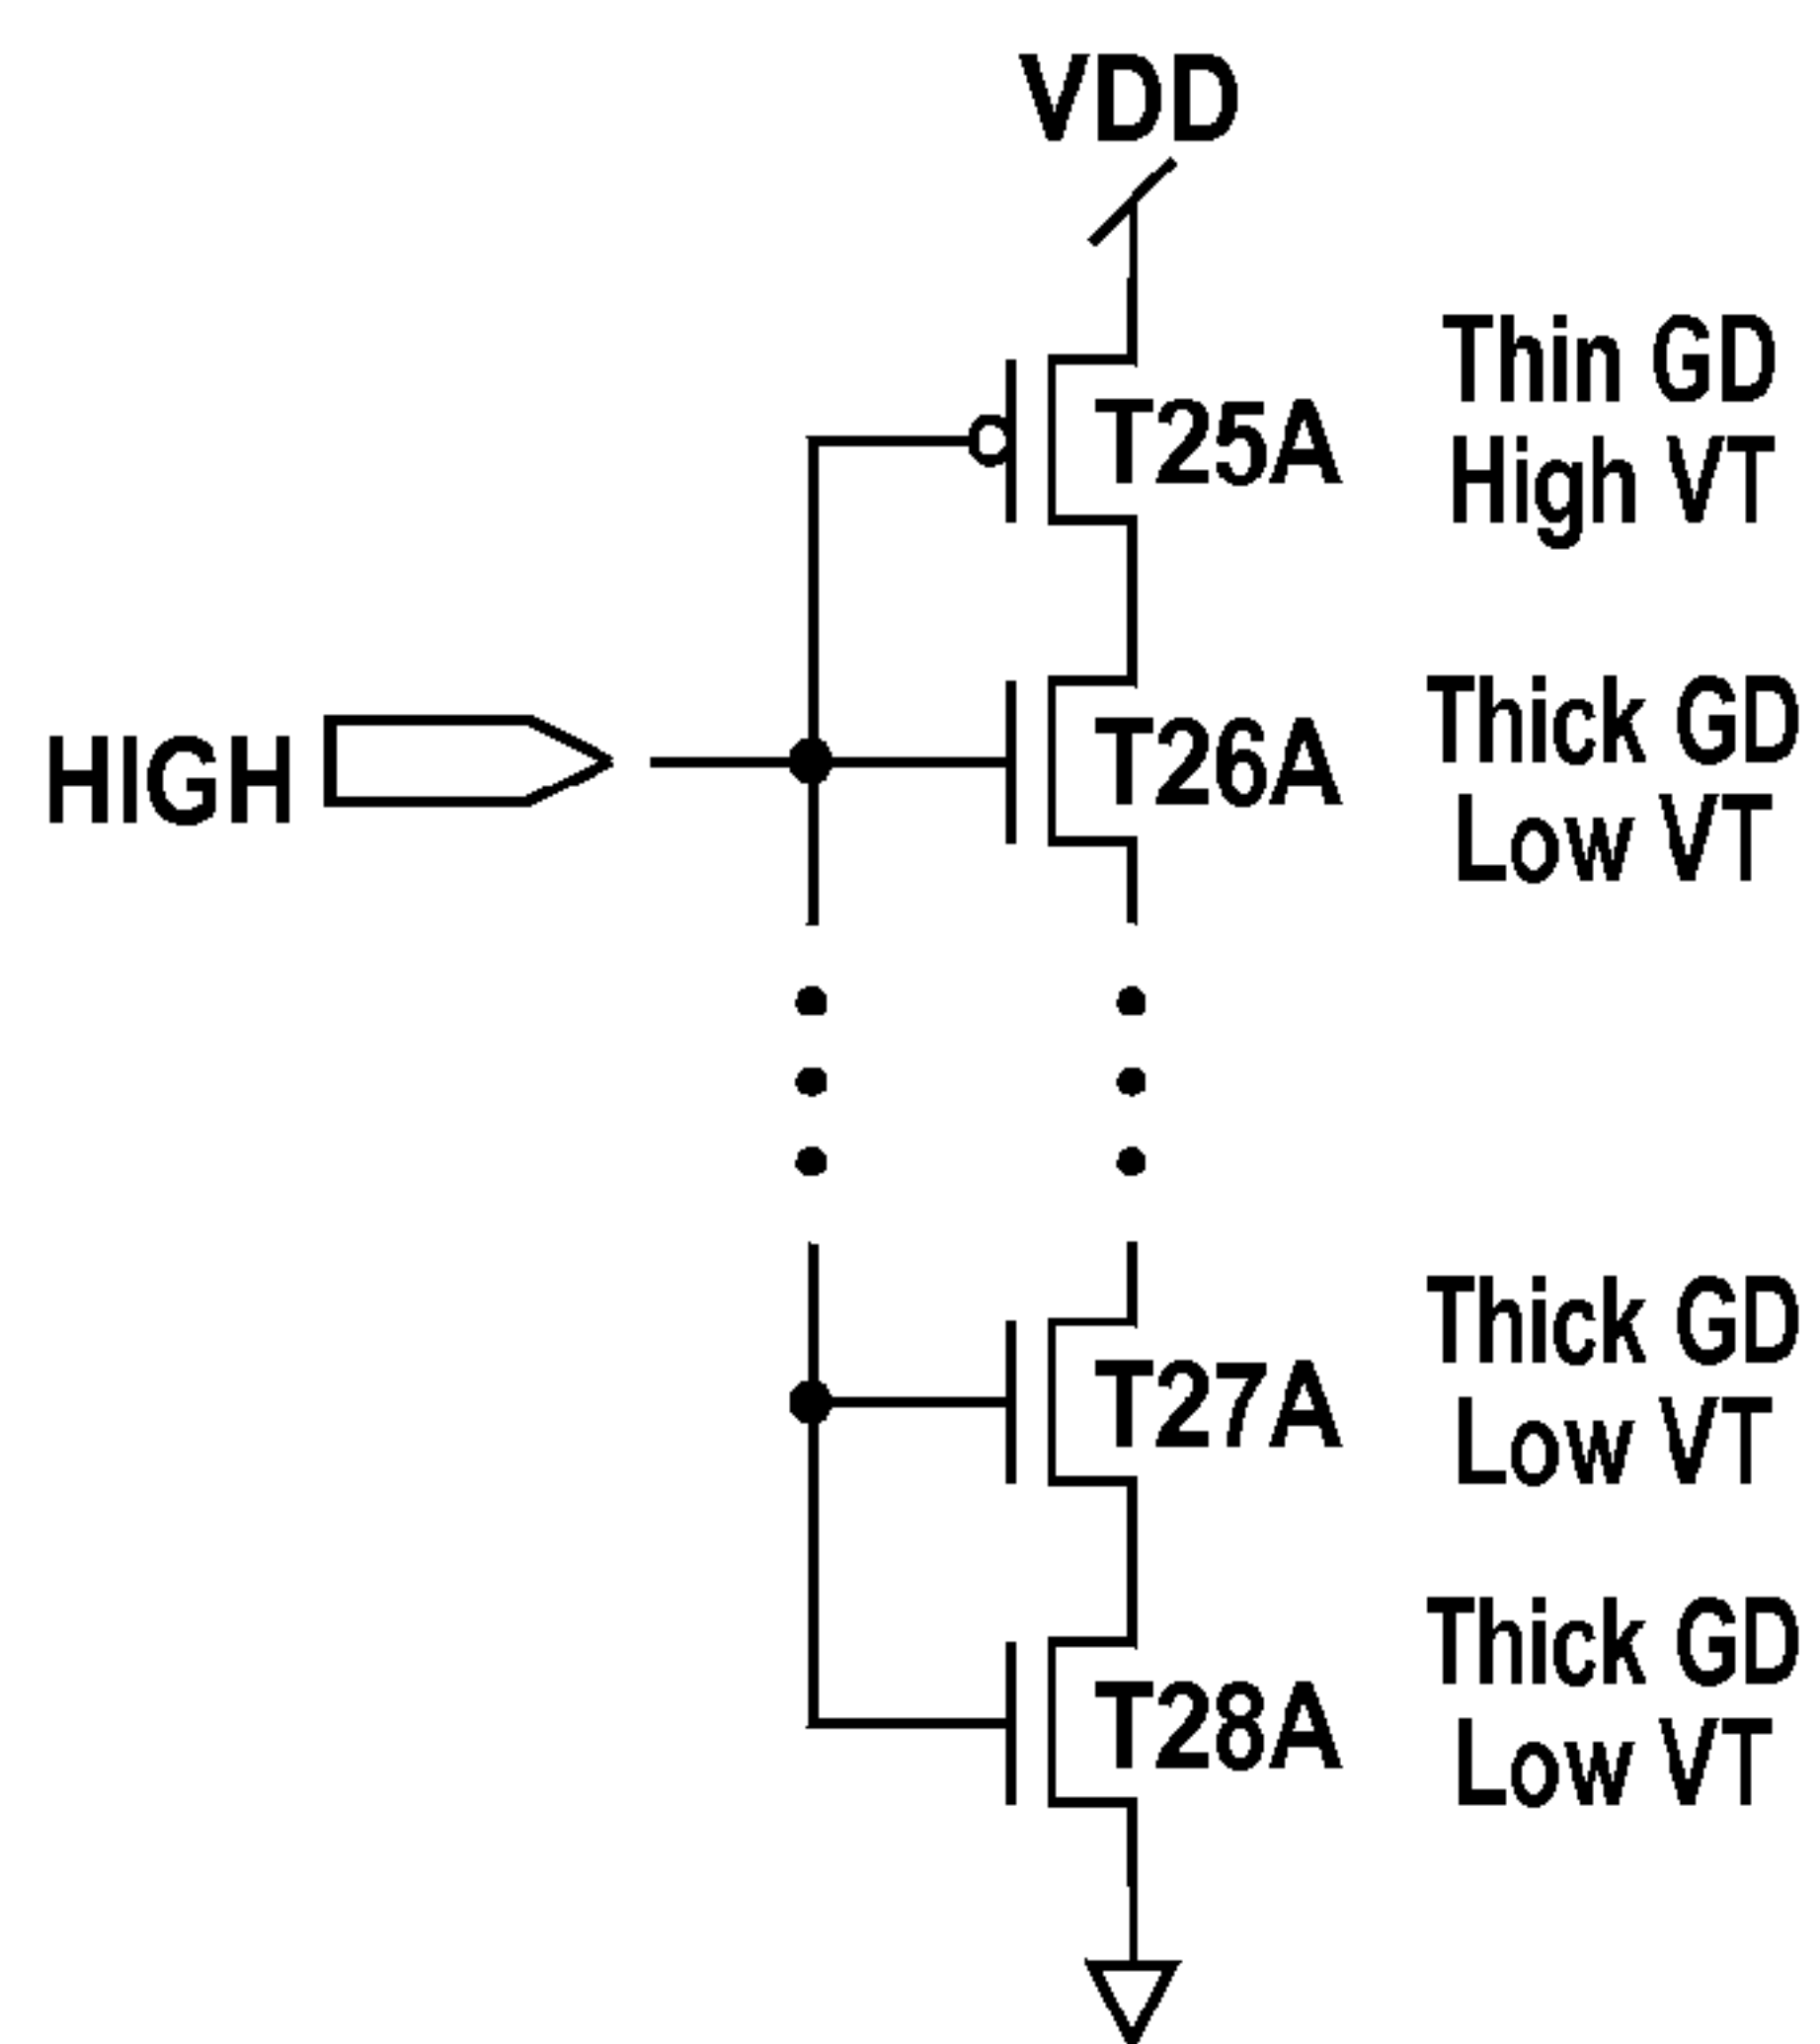 VDD
Thin GD
T25A
High VT
Thick GD
HIGH
T26A
Low VT
Thick GD
T27A
Low VT
Thick GD
T28A
Low VT